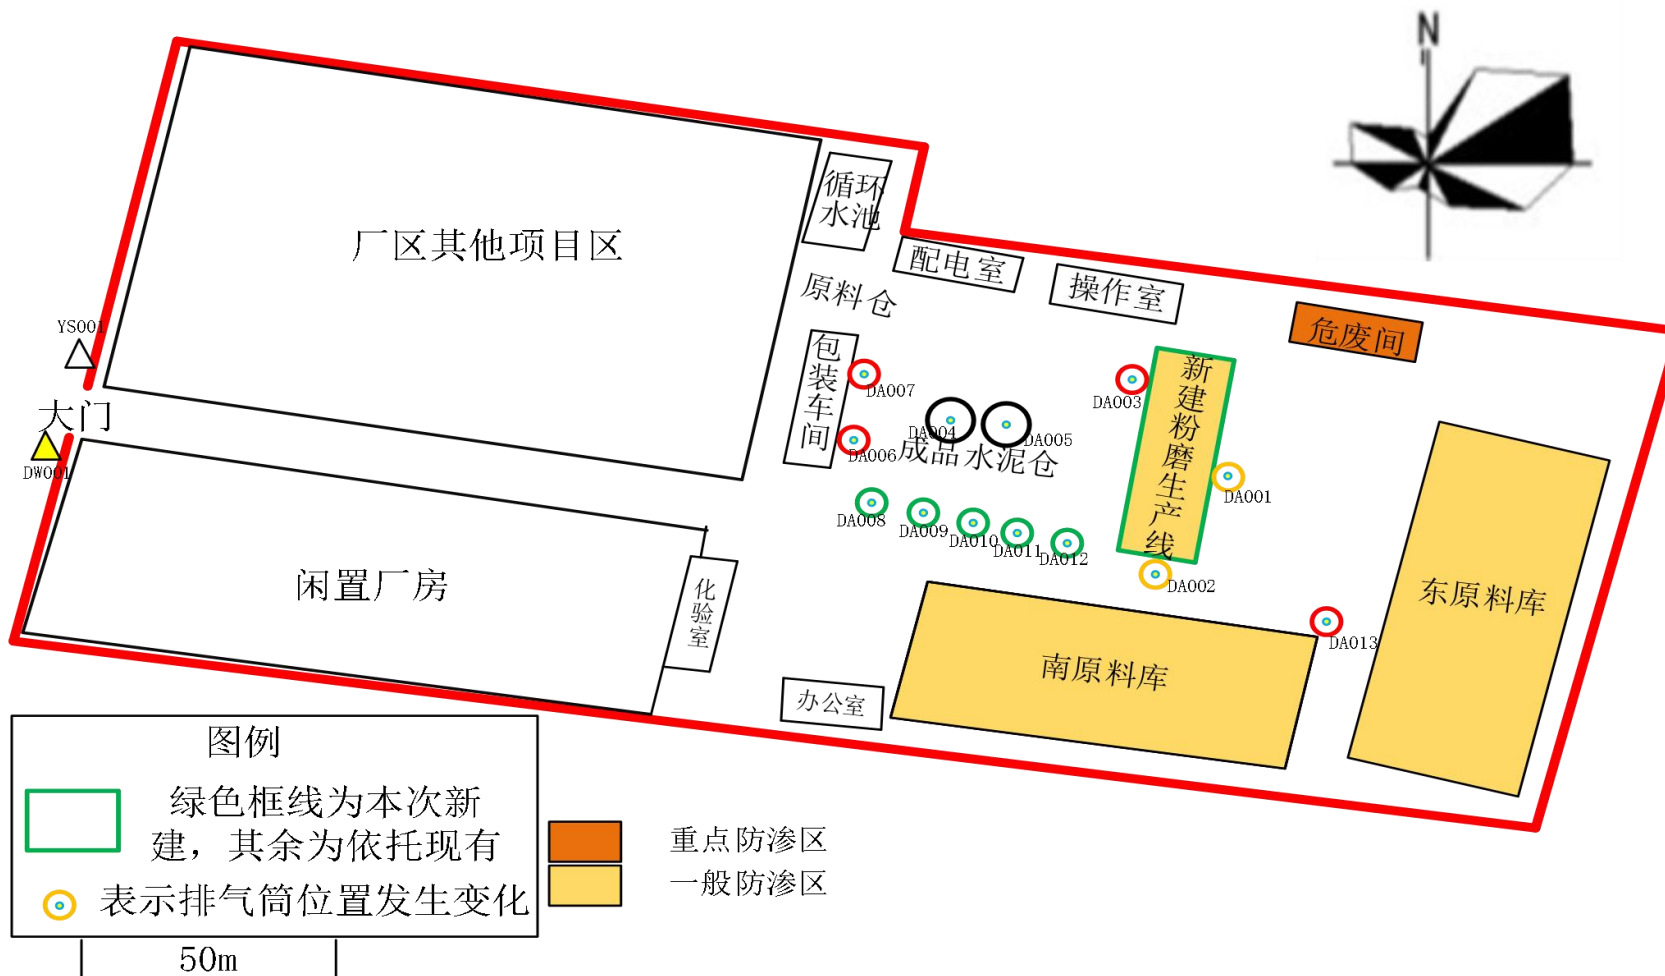 N
循环
水池
厂区其他项目区
配电室
操作室
原料仓
危废间
YS001
包装车间
DA007
DA003
新建粉磨生产线
大门
DA004
DA005
DW001
DA006
成品水泥仓
DA001
DA008
DA009
DA010
DA011
DA012
闲置厂房
化验室
DA002
东原料库
DA013
南原料库
办公室
图例
绿色框线为本次新
建，其余为依托现有
表示排气筒位置发生变化
重点防渗区
一般防渗区
50m